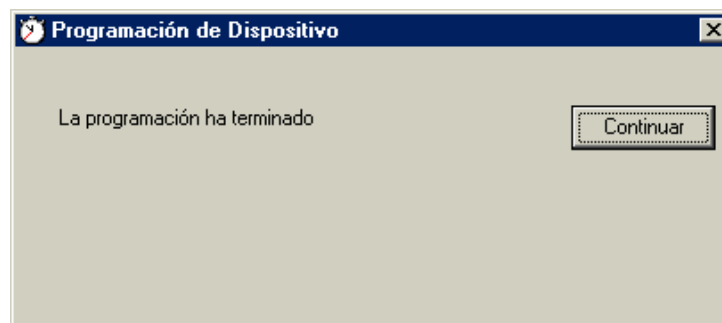 Programación de Dispositivo
La programación ha terminado
Continuar